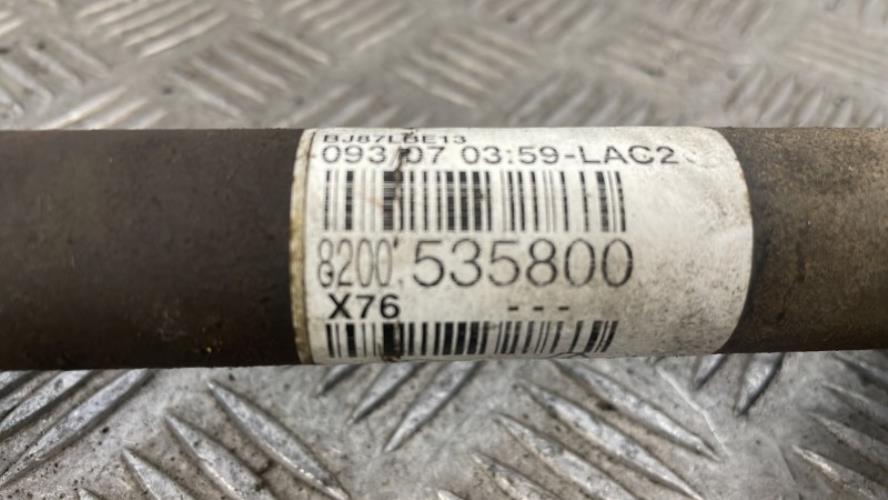 BJ87LBE13
093/07 03:59-LAC2
8200 535800
X76 ---